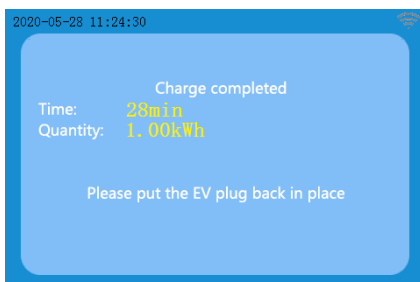 2020-05-28 11:24:30
Charge completed
Time: 28min
Quantity: 1.00kWh
Please put the EV plug back in place